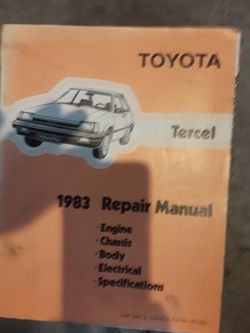 TOYOTA
Tercel
1983 Repair Manual
· Engine
· Chassis
· Body
· Electrical
· Specifications